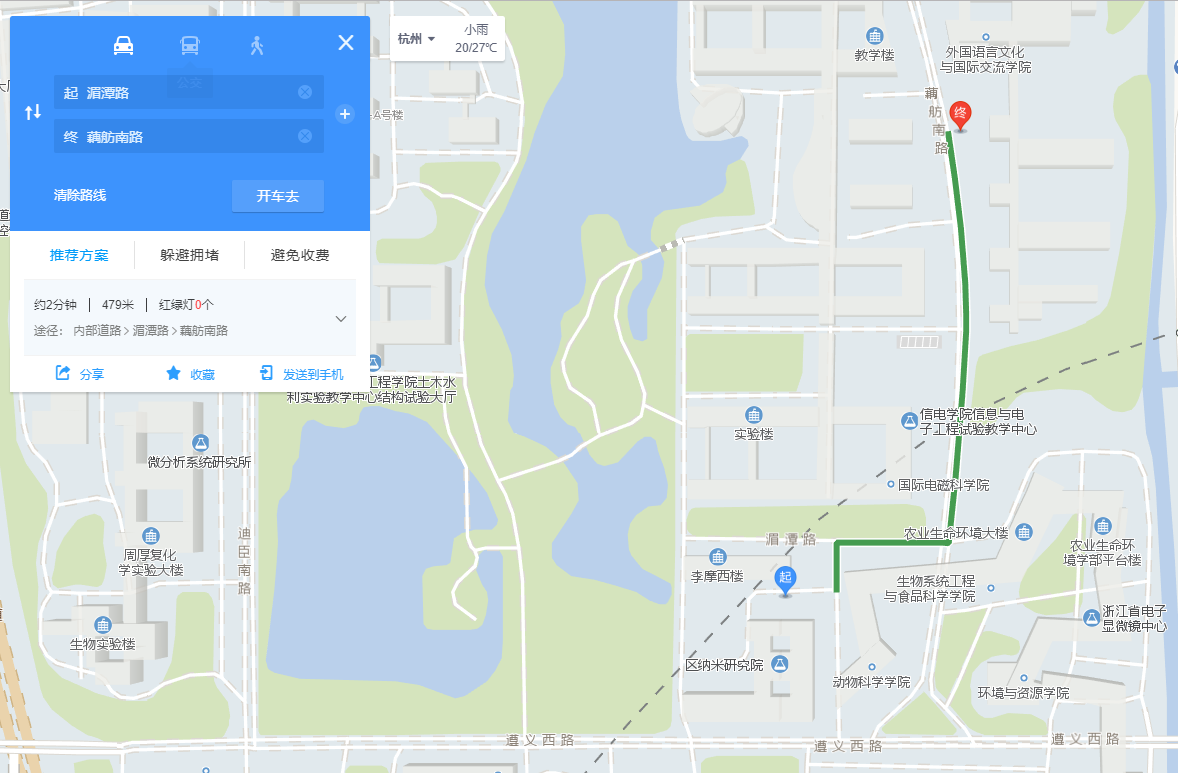 杭州
小雨
20/27℃
公交
起 湄潭路
终 藕舫南路
清除路线
开车去
推荐方案
躲避拥堵
避免收费
约2分钟 | 479米 | 红绿灯0个
途径: 内部道路>湄潭路>藕舫南路
分享
收藏
发送到手机
A号楼
教学楼
外国语言文化
与国际交流学院
藕
舫
南
路
终
工程学院土木水
利实验教学中心结构试验大厅
实验楼
信电学院信息与电
子工程试验教学中心
微分析系统研究所
国际电磁科学院
迪
臣
南
路
周厚复化
学实验大楼
湄潭路
农业生命环境大楼
农业生命环
境学部平台楼
李摩西楼
起
生物系统工程
与食品科学学院
浙江省电子
显微镜中心
生物实验楼
区纳米研究院
动物科学学院
环境与资源学院
遵义西路
遵义西路
遵义西路